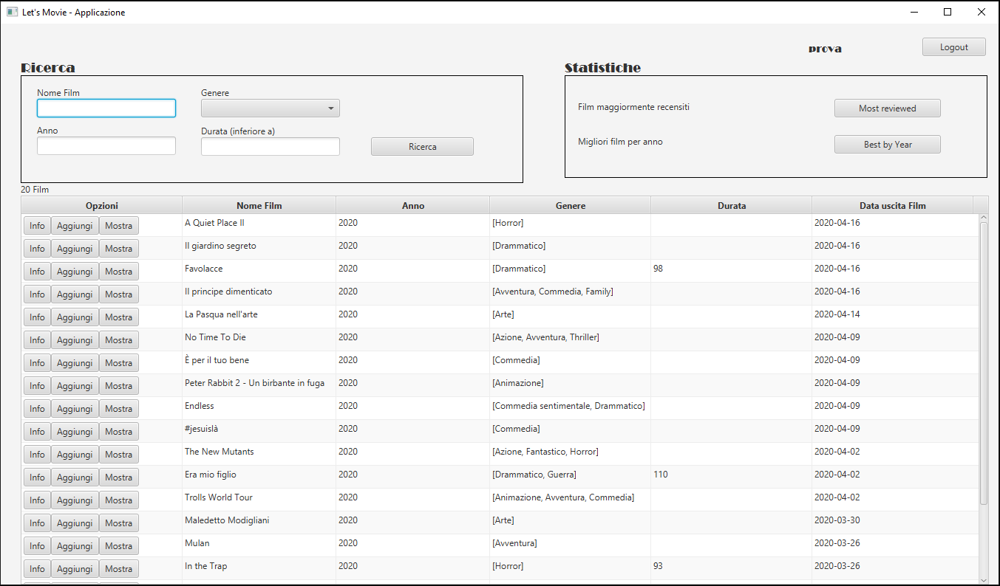 Let's Movie - Applicazione
prova Logout
Ricerca Statistiche
Nome Film Genere
Film maggiormente recensiti Most reviewed
Anno Durata (inferiore a)
Ricerca
Migliori film per anno Best by Year
20 Film
Opzioni Nome Film Anno Genere Durata Data uscita Film
Info Aggiungi Mostra A Quiet Place II 2020 [Horror] 2020-04-16
Info Aggiungi Mostra Il giardino segreto 2020 [Drammatico] 2020-04-16
Info Aggiungi Mostra Favolacce 2020 [Drammatico] 98 2020-04-16
Info Aggiungi Mostra Il principe dimenticato 2020 [Avventura, Commedia, Family] 2020-04-16
Info Aggiungi Mostra La Pasqua nell'arte 2020 [Arte] 2020-04-14
Info Aggiungi Mostra No Time To Die 2020 [Azione, Avventura, Thriller] 2020-04-09
Info Aggiungi Mostra È per il tuo bene 2020 [Commedia] 2020-04-09
Info Aggiungi Mostra Peter Rabbit 2 - Un birbante in fuga 2020 [Animazione] 2020-04-09
Info Aggiungi Mostra Endless 2020 [Commedia sentimentale, Drammatico] 2020-04-09
Info Aggiungi Mostra #jesuislà 2020 [Commedia] 2020-04-09
Info Aggiungi Mostra The New Mutants 2020 [Azione, Fantastico, Horror] 2020-04-02
Info Aggiungi Mostra Era mio figlio 2020 [Drammatico, Guerra] 110 2020-04-02
Info Aggiungi Mostra Trolls World Tour 2020 [Animazione, Avventura, Commedia] 2020-04-02
Info Aggiungi Mostra Maledetto Modigliani 2020 [Arte] 2020-03-30
Info Aggiungi Mostra Mulan 2020 [Avventura] 2020-03-26
Info Aggiungi Mostra In the Trap 2020 [Horror] 93 2020-03-26